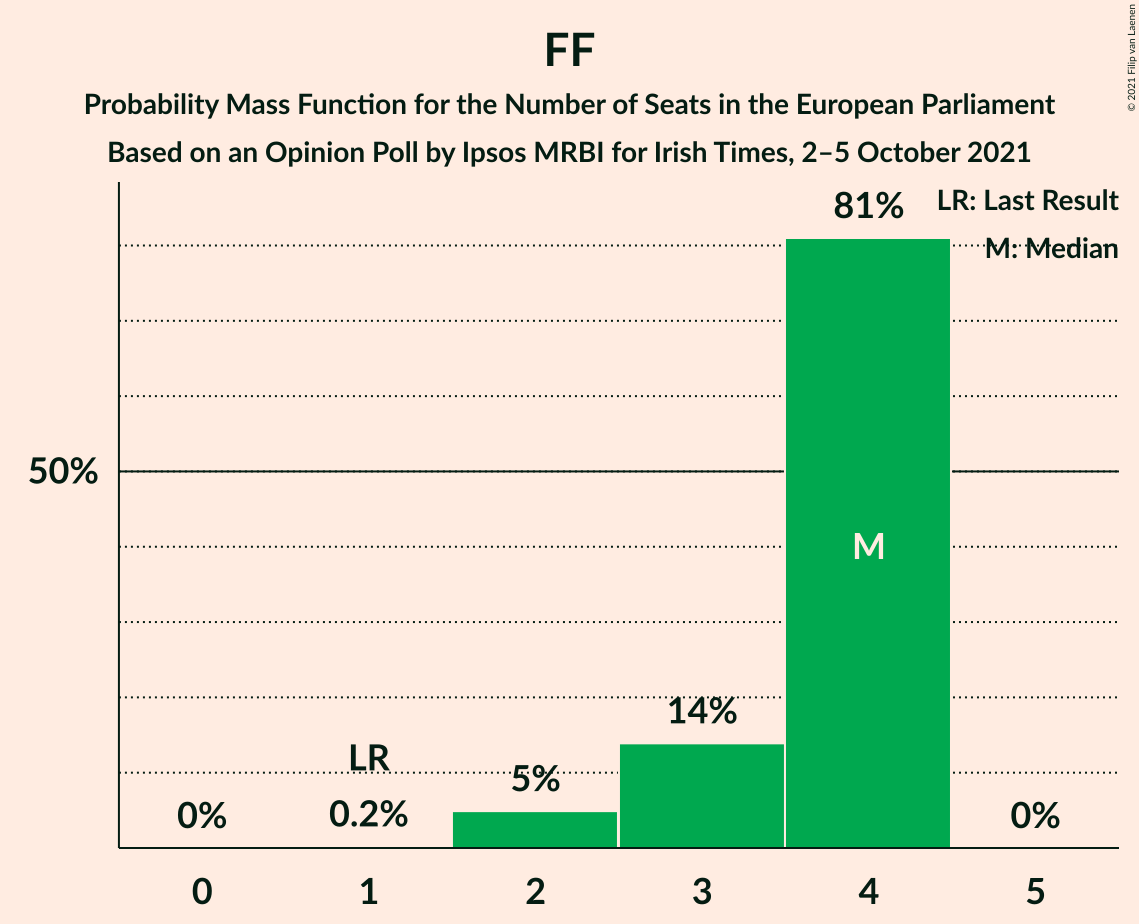 FF
Probability Mass Function for the Number of Seats in the European Parliament
Based on an Opinion Poll by Ipsos MRBI for Irish Times, 2–5 October 2021
© 2021 Filip van Laenen
LR: Last Result
M: Median
81%
50%
M
14%
LR
5%
0%
0.2%
0%
0 1 2 3 4 5